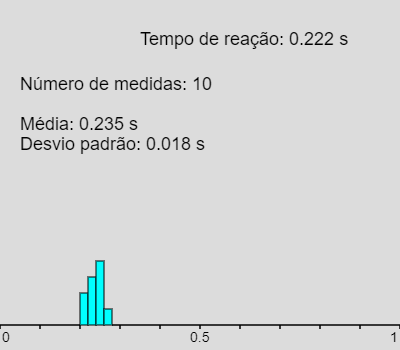 Tempo de reação: 0.222 s
Número de medidas: 10
Média: 0.235 s
Desvio padrão: 0.018 s
0 0.5 1